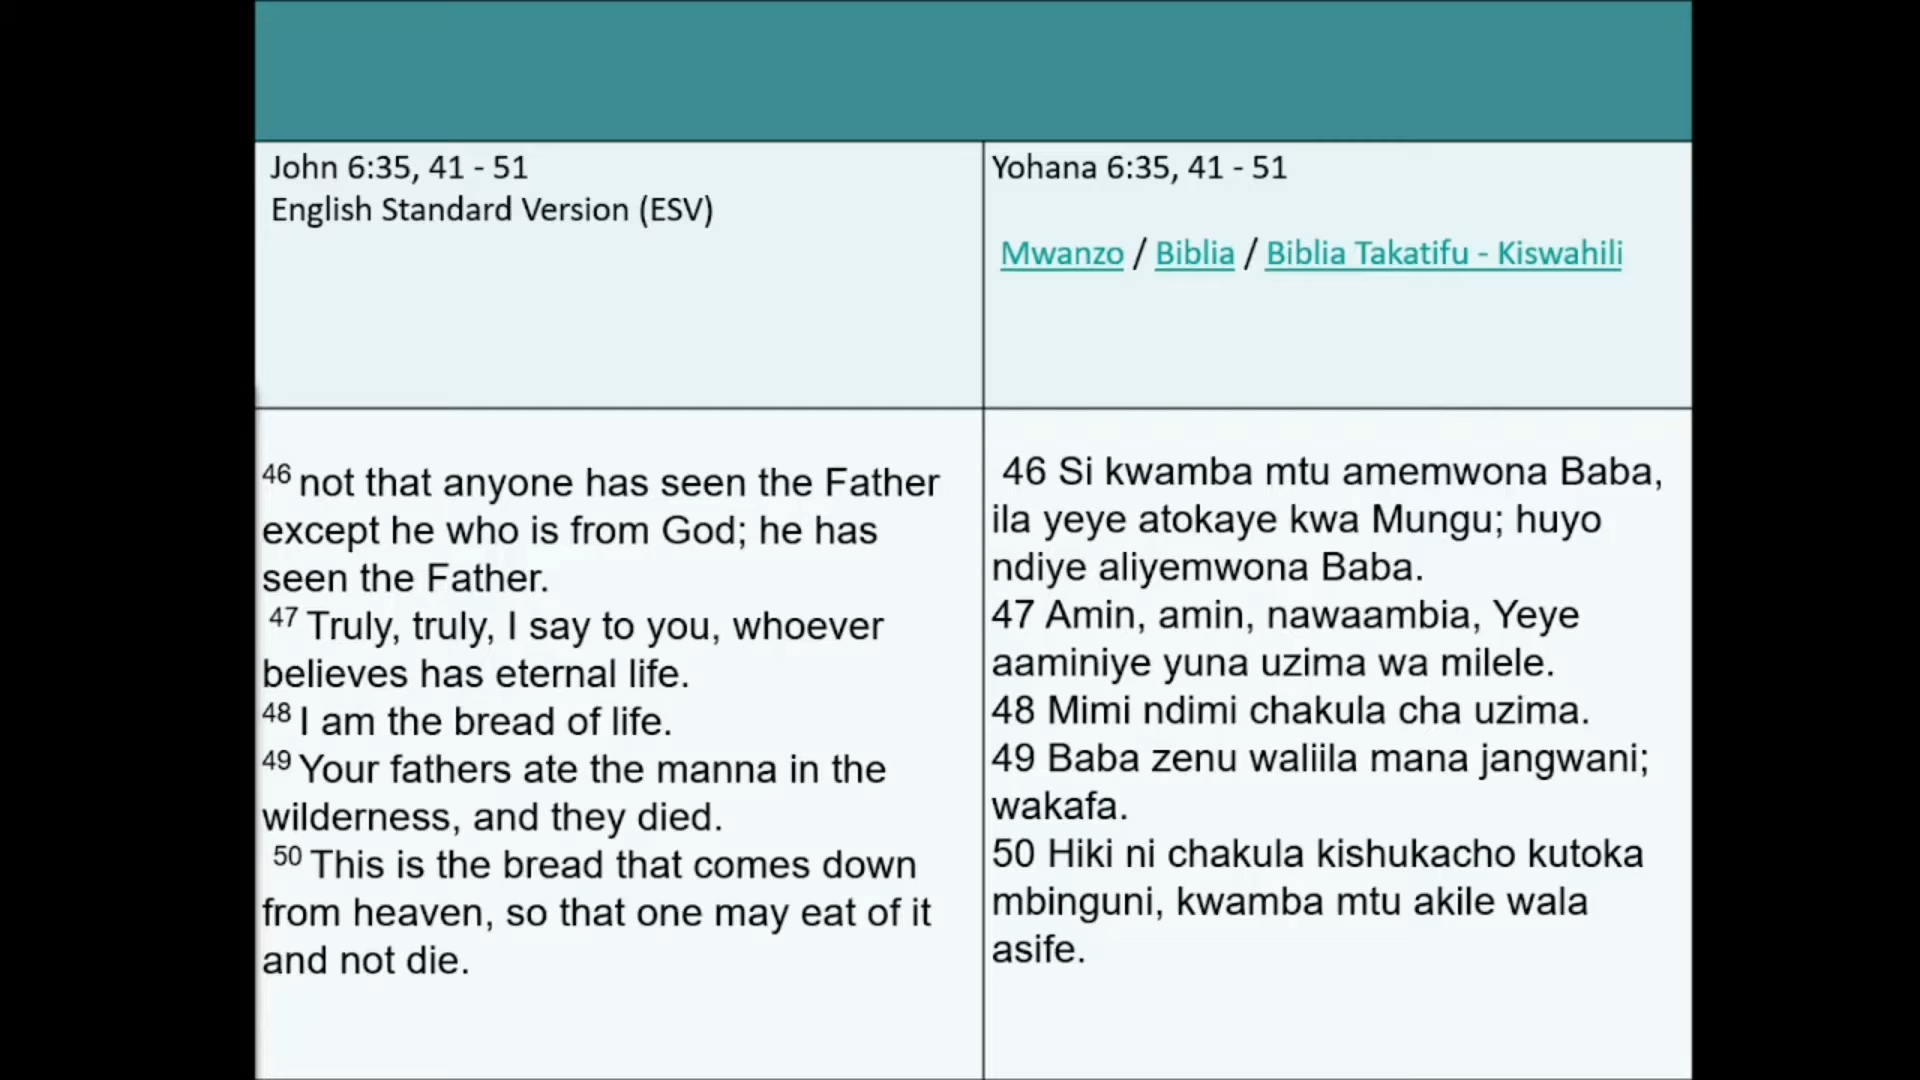 John 6:35, 41 - 51
English Standard Version (ESV)
Yohana 6:35, 41 - 51
Mwanzo / Biblia / Biblia Takatifu - Kiswahili
46 not that anyone has seen the Father
except he who is from God; he has
seen the Father.
47 Truly, truly, I say to you, whoever
believes has eternal life.
48 I am the bread of life.
49 Your fathers ate the manna in the
wilderness, and they died.
50 This is the bread that comes down
from heaven, so that one may eat of it
and not die.
46 Si kwamba mtu amemwona Baba,
ila yeye atokaye kwa Mungu; huyo
ndiye aliyemwona Baba.
47 Amin, amin, nawaambia, Yeye
aaminiye yuna uzima wa milele.
48 Mimi ndimi chakula cha uzima.
49 Baba zenu waliila mana jangwani;
wakafa.
50 Hiki ni chakula kishukacho kutoka
mbinguni, kwamba mtu akile wala
asife.